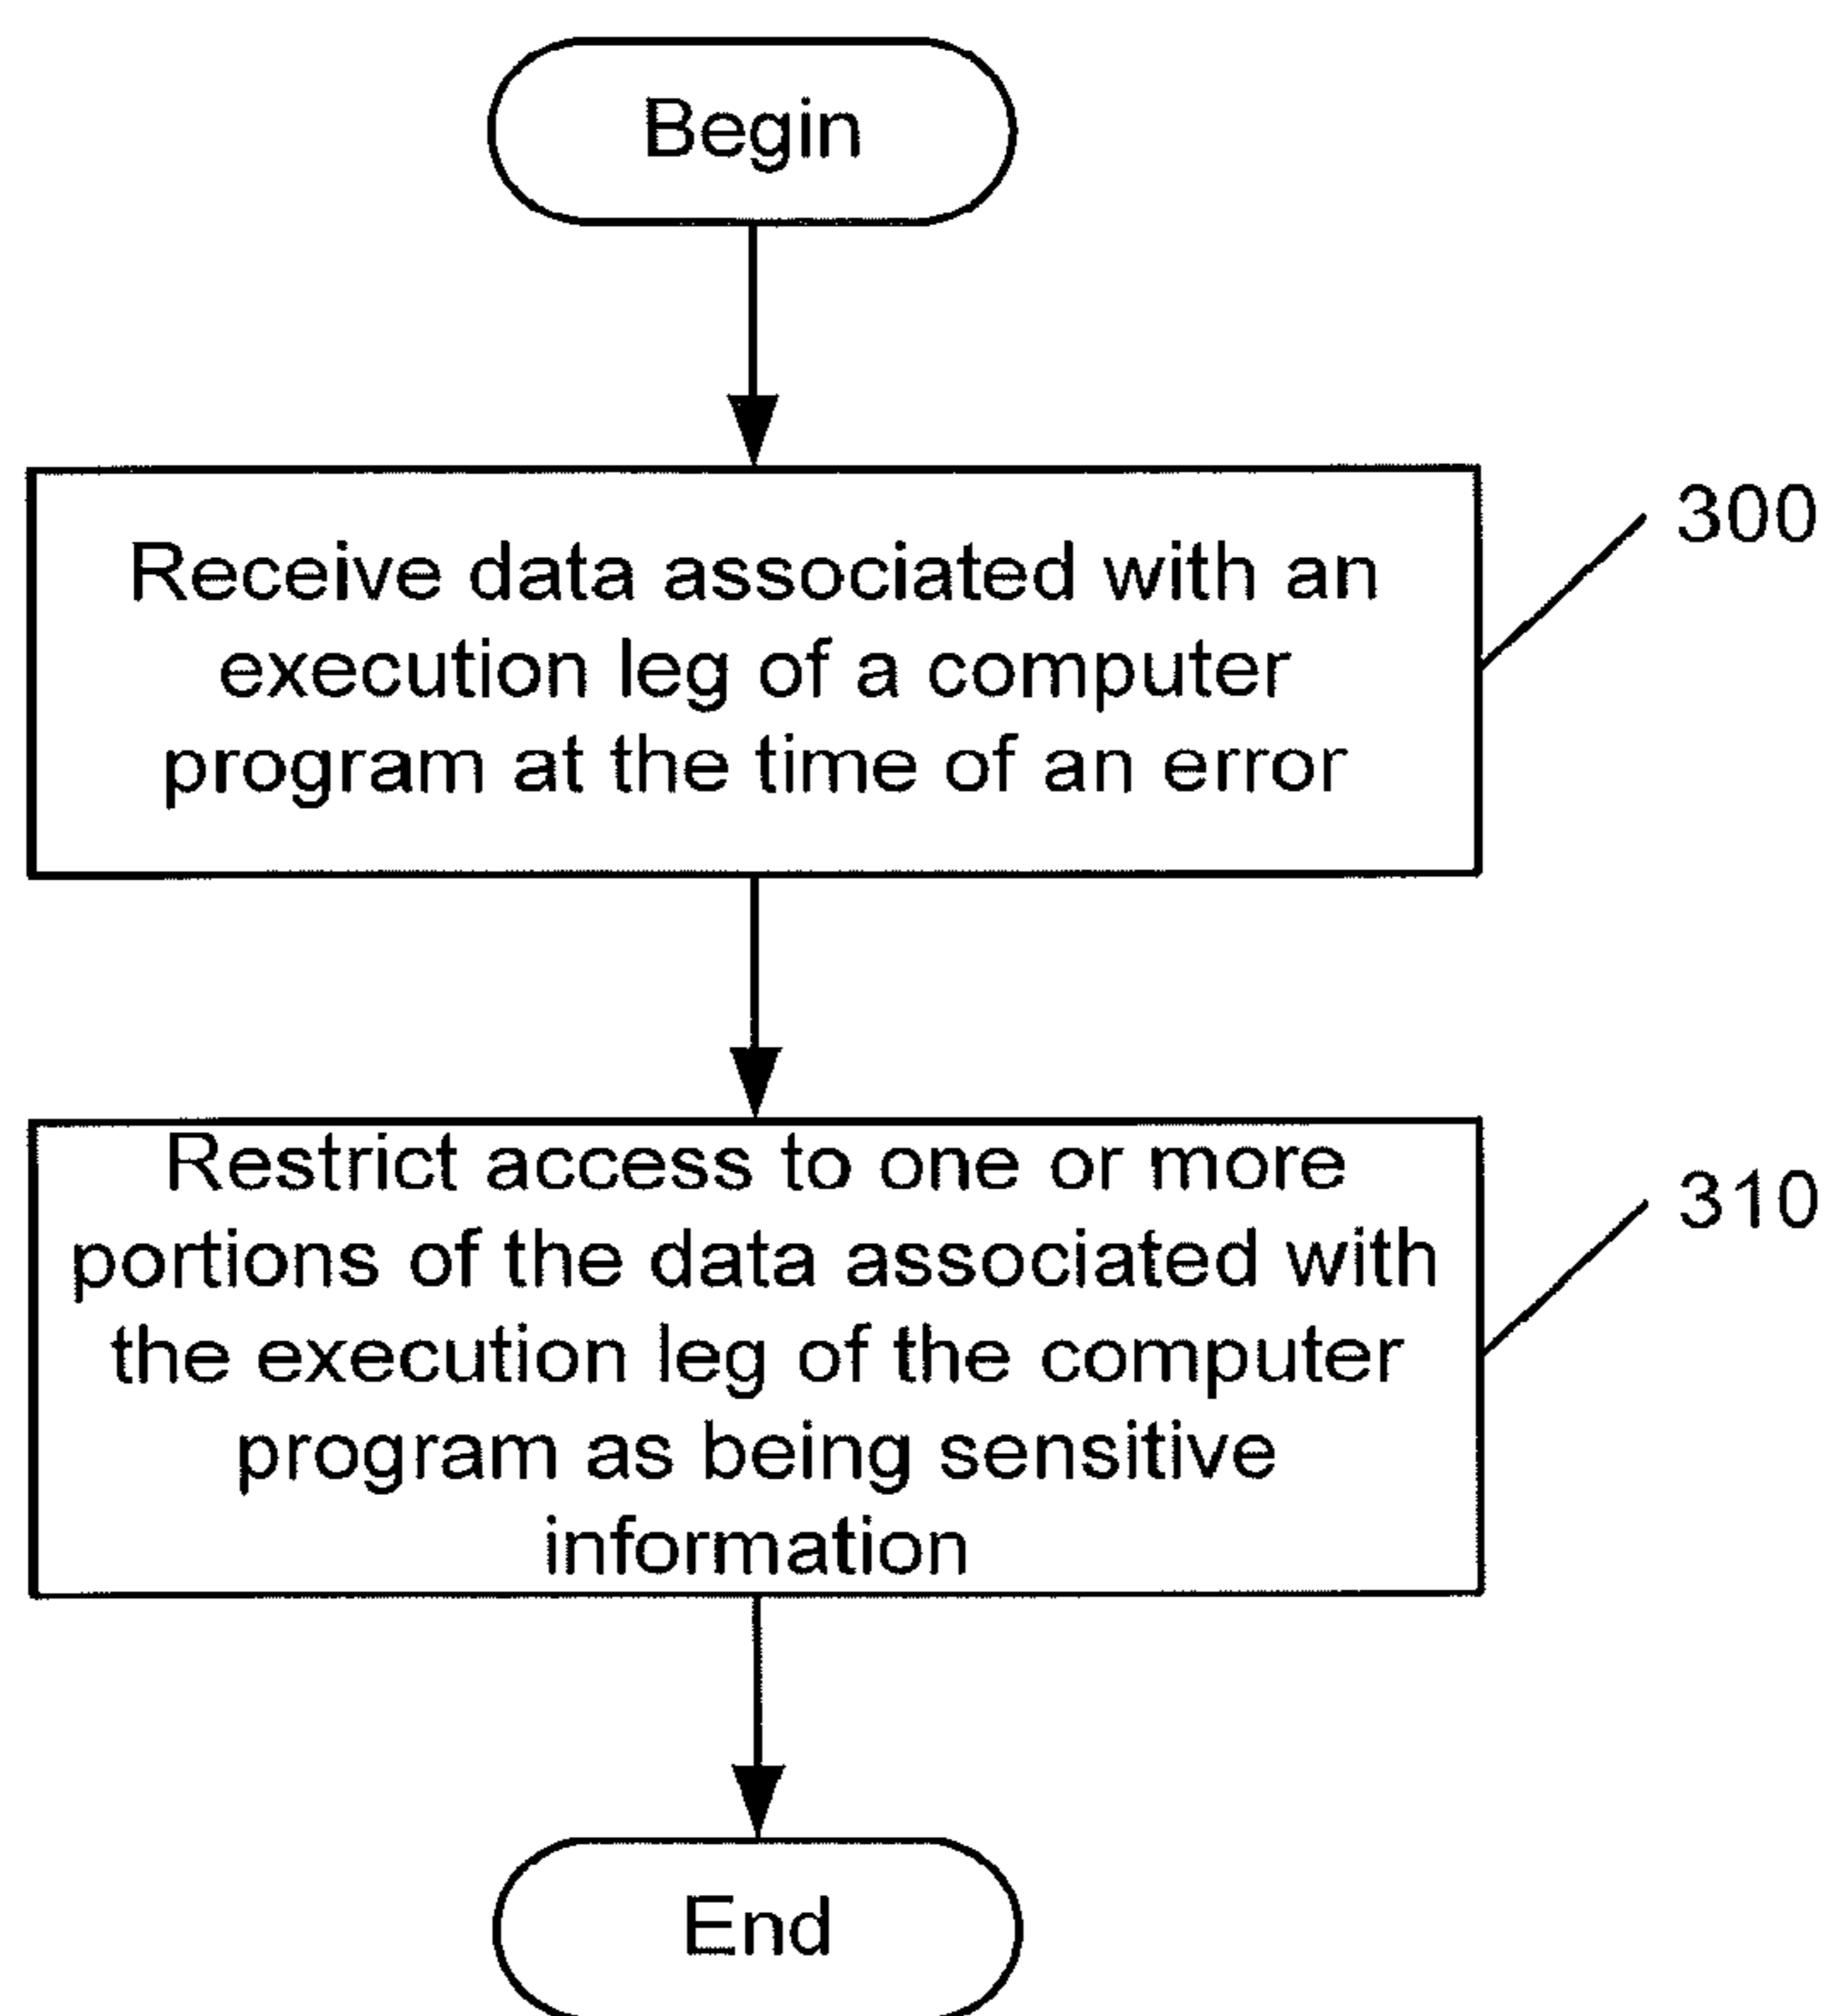 Begin
Receive data associated with an
execution leg of a computer
program at the time of an error
300
Restrict access to one or more
portions of the data associated with
the execution leg of the computer
program as being sensitive
information
310
End